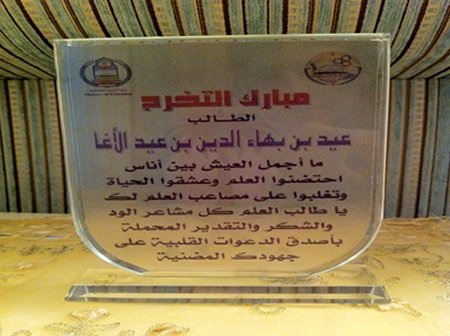 مبارك التخرج
الطالب
عيد بن بهاء الدين بن عيد الأغا
ما أجمل العيش بين أناس
احتضنوا العلم وعشقوا الحياة
وتغلبوا على مصاعب العلم لك
يا طالب العلم كل مشاعر الود
والشكر والتقدير المحملة
بأصدق الدعوات القلبية على
جهودك المضنية